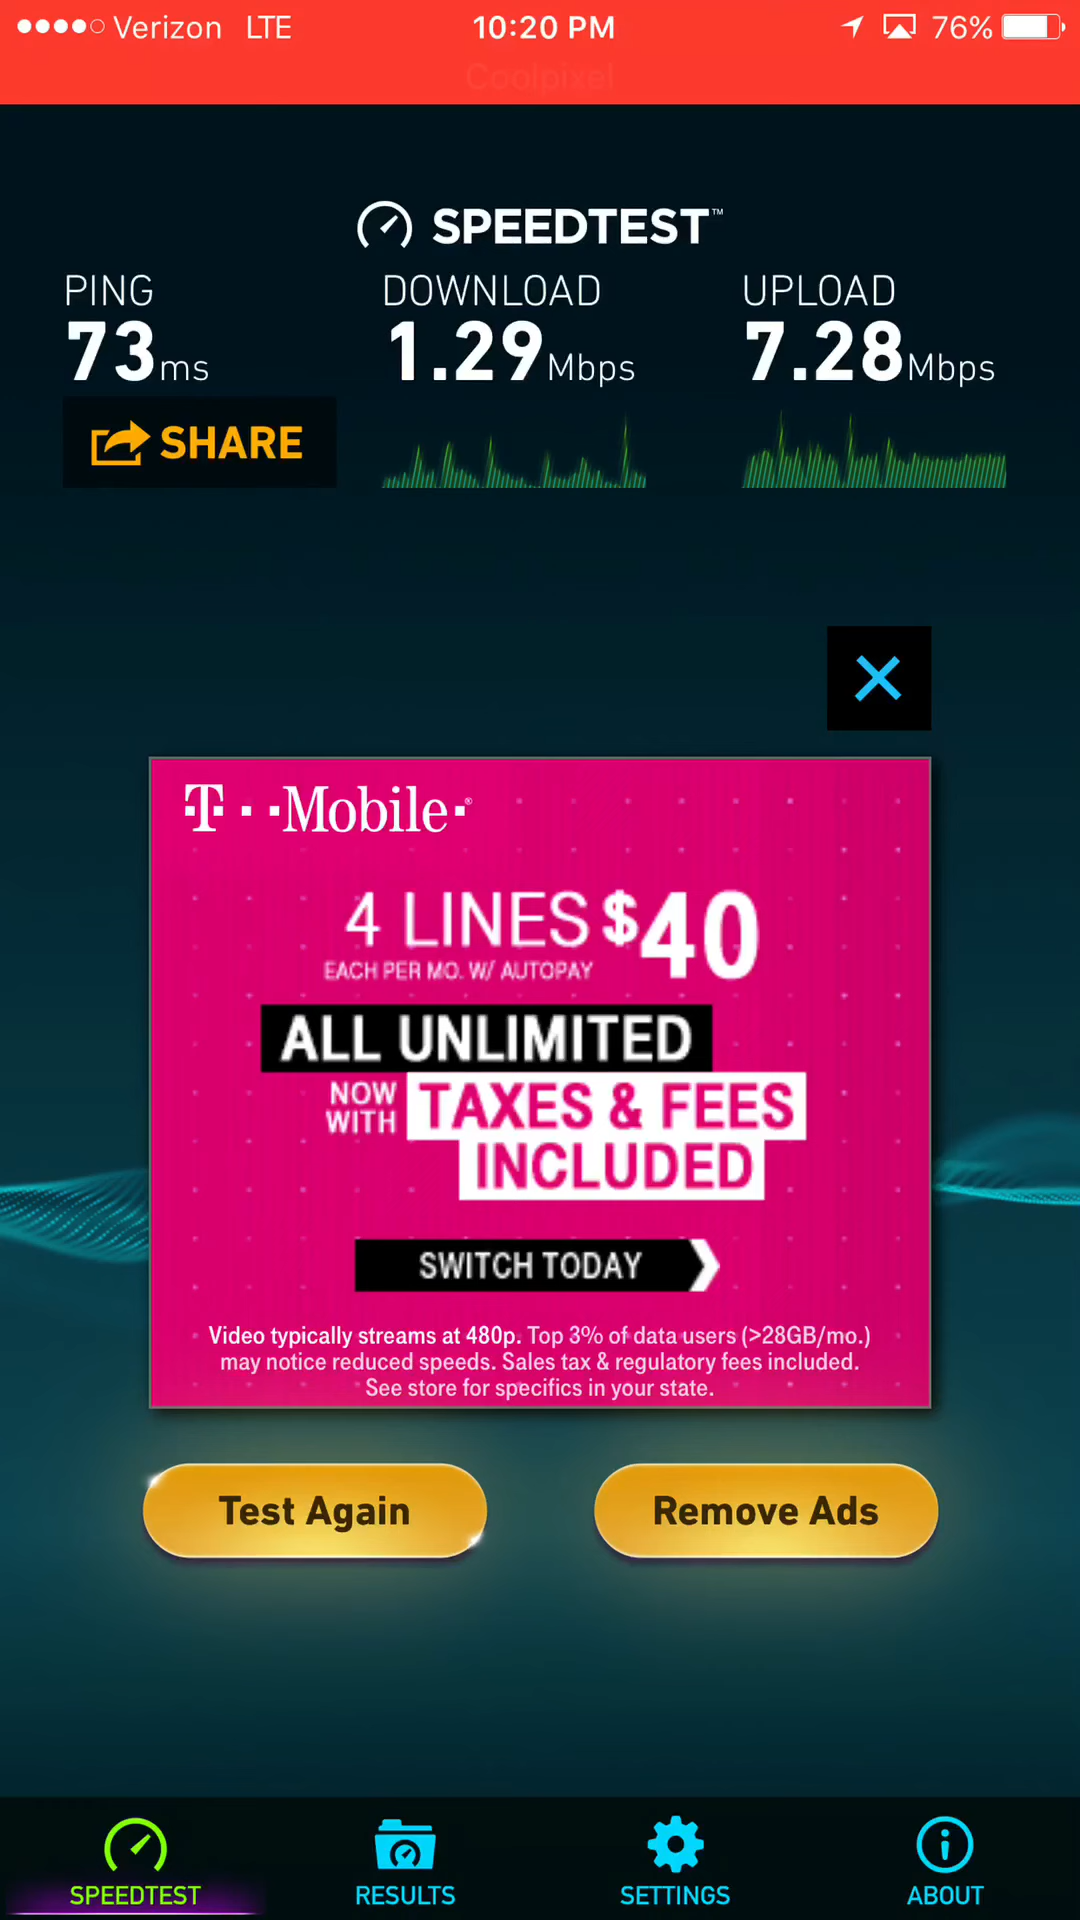 Verizon LTE 10:20 PM 76%
Coolpixel
SPEEDTEST™
PING DOWNLOAD UPLOAD
73ms 1.29Mbps 7.28Mbps
SHARE
T··Mobile·®
4 LINES $40
EACH PER MO. W/ AUTOPAY
ALL UNLIMITED
NOW WITH TAXES & FEES
INCLUDED
SWITCH TODAY
Video typically streams at 480p. Top 3% of data users (>28GB/mo.)
may notice reduced speeds. Sales tax & regulatory fees included.
See store for specifics in your state.
Test Again Remove Ads
SPEEDTEST RESULTS SETTINGS ABOUT